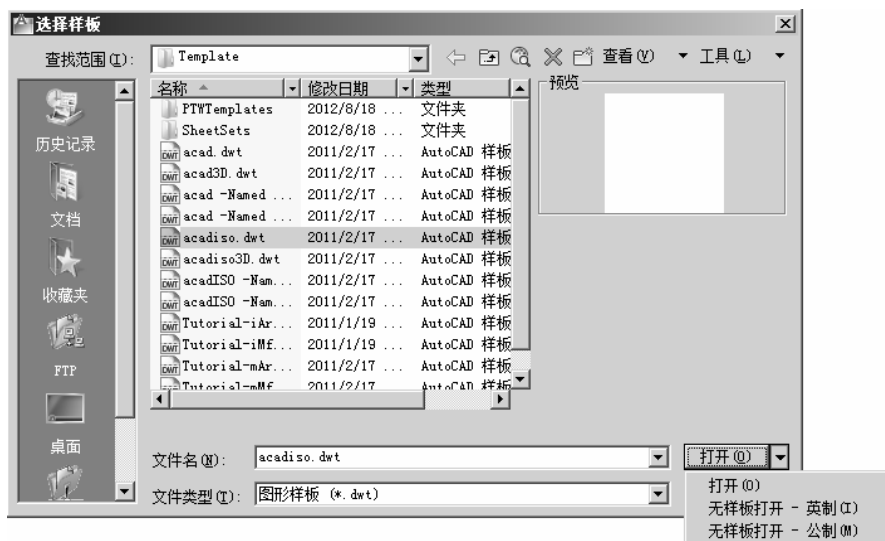 选择样板
查找范围(I): Template 查看(V) 工具(L)
名称 修改日期 类型 预览
PTWTemplates 2012/8/18 ... 文件夹
SheetSets 2012/8/18 ... 文件夹
acad.dwt 2011/2/17 ... AutoCAD 样板
acad3D.dwt 2011/2/17 ... AutoCAD 样板
acad -Named ... 2011/2/17 ... AutoCAD 样板
acad -Named ... 2011/2/17 ... AutoCAD 样板
acadiso.dwt 2011/2/17 ... AutoCAD 样板
acadiso3D.dwt 2011/2/17 ... AutoCAD 样板
acadISO -Nam... 2011/2/17 ... AutoCAD 样板
acadISO -Nam... 2011/2/17 ... AutoCAD 样板
Tutorial-iAr... 2011/1/19 ... AutoCAD 样板
Tutorial-iMf... 2011/1/19 ... AutoCAD 样板
Tutorial-mAr... 2011/2/17 ... AutoCAD 样板
Tutorial-mMf 2011/2/17 AutoCAD 样板
历史记录
文档
收藏夹
FTP
桌面
文件名(N): acadiso.dwt 打开(O)
文件类型(T): 图形样板 (*.dwt)
打开(O)
无样板打开 - 英制(I)
无样板打开 - 公制(M)